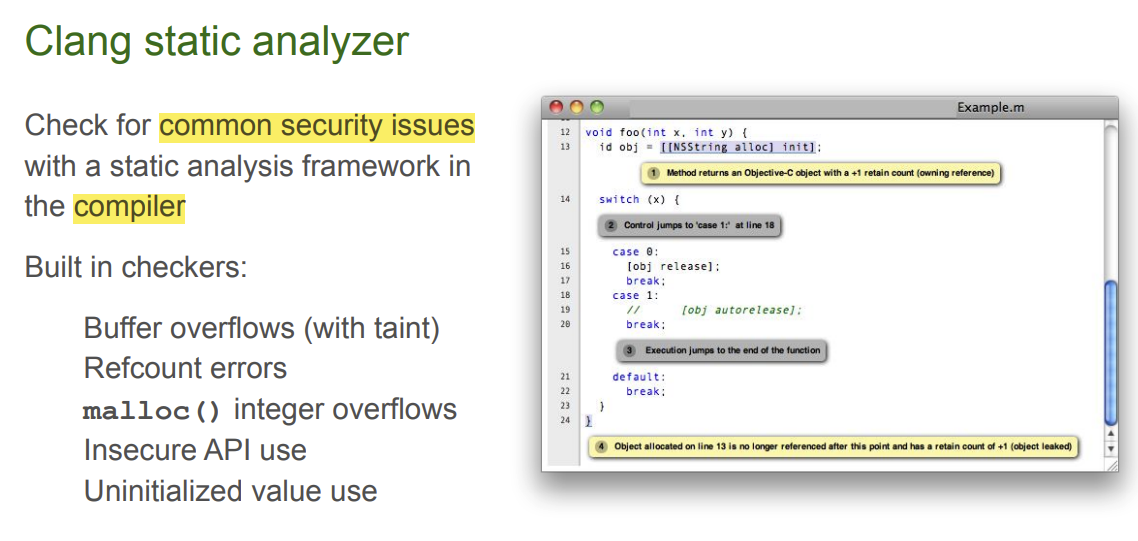 Clang static analyzer
Check for common security issues
with a static analysis framework in
the compiler
Built in checkers:
Buffer overflows (with taint)
Refcount errors
malloc() integer overflows
Insecure API use
Uninitialized value use
Example.m
12 void foo(int x, int y) {
13 id obj = [[NSString alloc] init];
1 Method returns an Objective-C object with a +1 retain count (owning reference)
14 switch (x) {
2 Control jumps to 'case 1:' at line 18
15 case 0:
16 [obj release];
17 break;
18 case 1:
19 // [obj autorelease];
20 break;
3 Execution jumps to the end of the function
21 default:
22 break;
23 }
24 }
4 Object allocated on line 13 is no longer referenced after this point and has a retain count of +1 (object leaked)